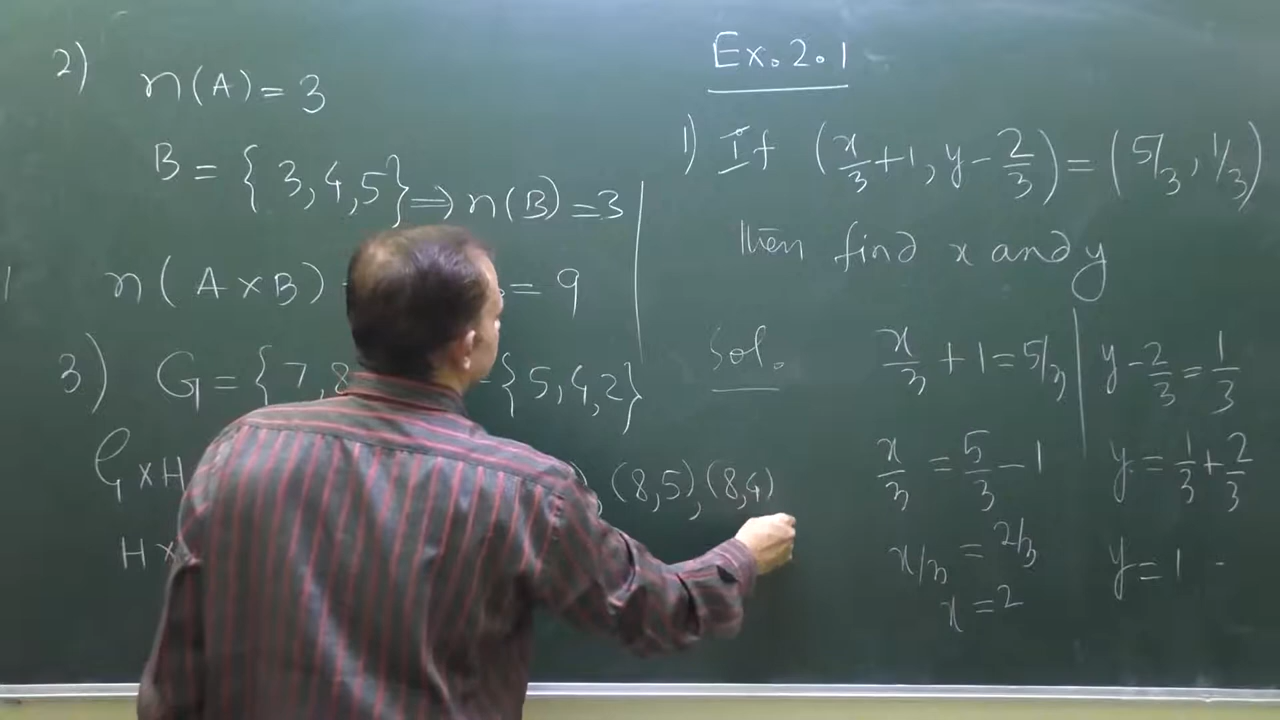 2) n(A) = 3
B = {3,4,5} ⇒ n(B) = 3
n(A×B) = 9
3) G = {7,8 = {5,4,2}
G×H (8,5),(8,4)
H×
Ex. 2.1
1) If (x/3+1, y-2/3) = (5/3, 1/3)
then find x and y
Sol. x/3 + 1 = 5/3 | y-2/3 = 1/3
x/3 = 5/3 - 1 y = 1/3 + 2/3
x/3 = 2/3 y = 1
x = 2